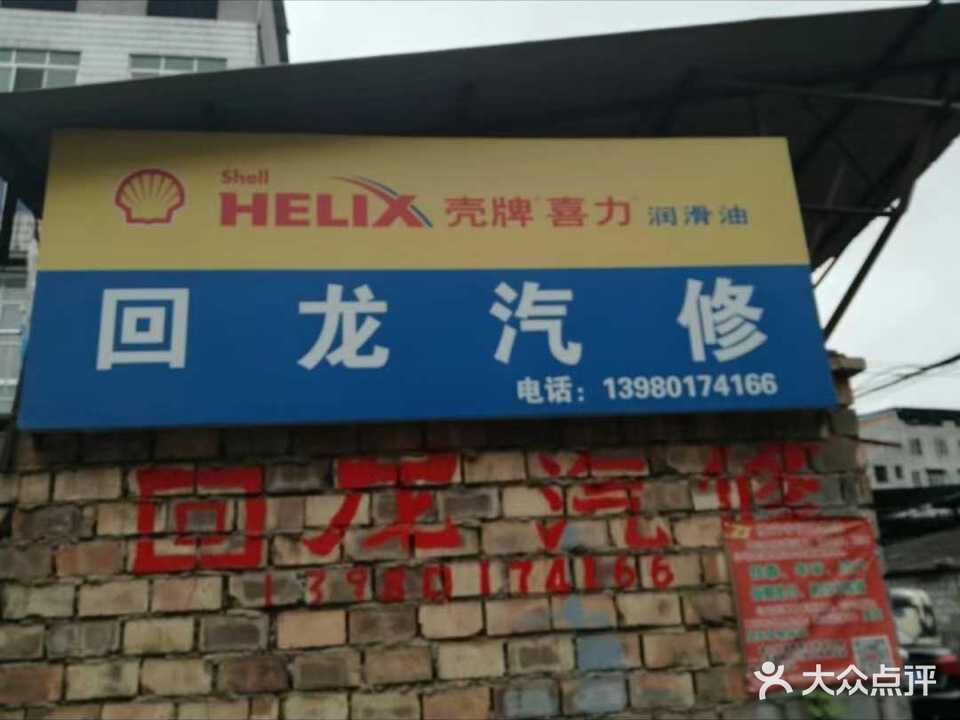 Shell
HELIX 壳牌 喜力 润滑油
回龙汽修
电话：13980174166
回龙汽修
13980174166
大众点评